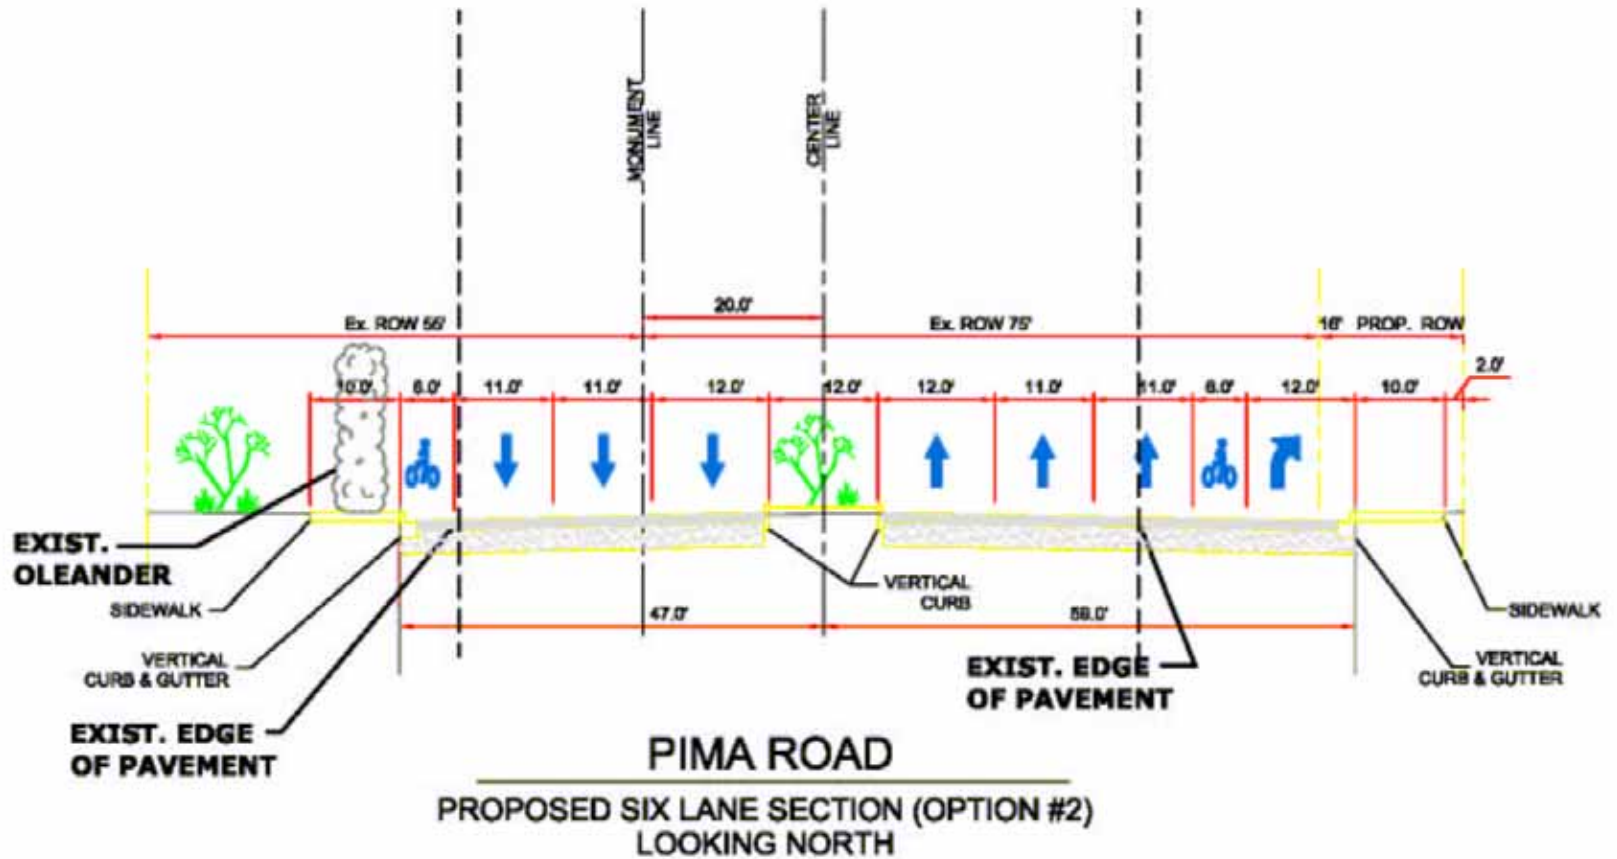 MONUMENT
LINE
CENTER
LINE
20.0'
Ex. ROW 55'
Ex. ROW 75'
16' PROP. ROW
2.0'
10.0'
6.0'
11.0'
11.0'
12.0'
12.0'
12.0'
11.0'
11.0'
6.0'
12.0'
10.0'
EXIST.
OLEANDER
SIDEWALK
VERTICAL
CURB & GUTTER
EXIST. EDGE
OF PAVEMENT
47.0'
VERTICAL
CURB
59.0'
EXIST. EDGE
OF PAVEMENT
SIDEWALK
VERTICAL
CURB & GUTTER
PIMA ROAD
PROPOSED SIX LANE SECTION (OPTION #2)
LOOKING NORTH